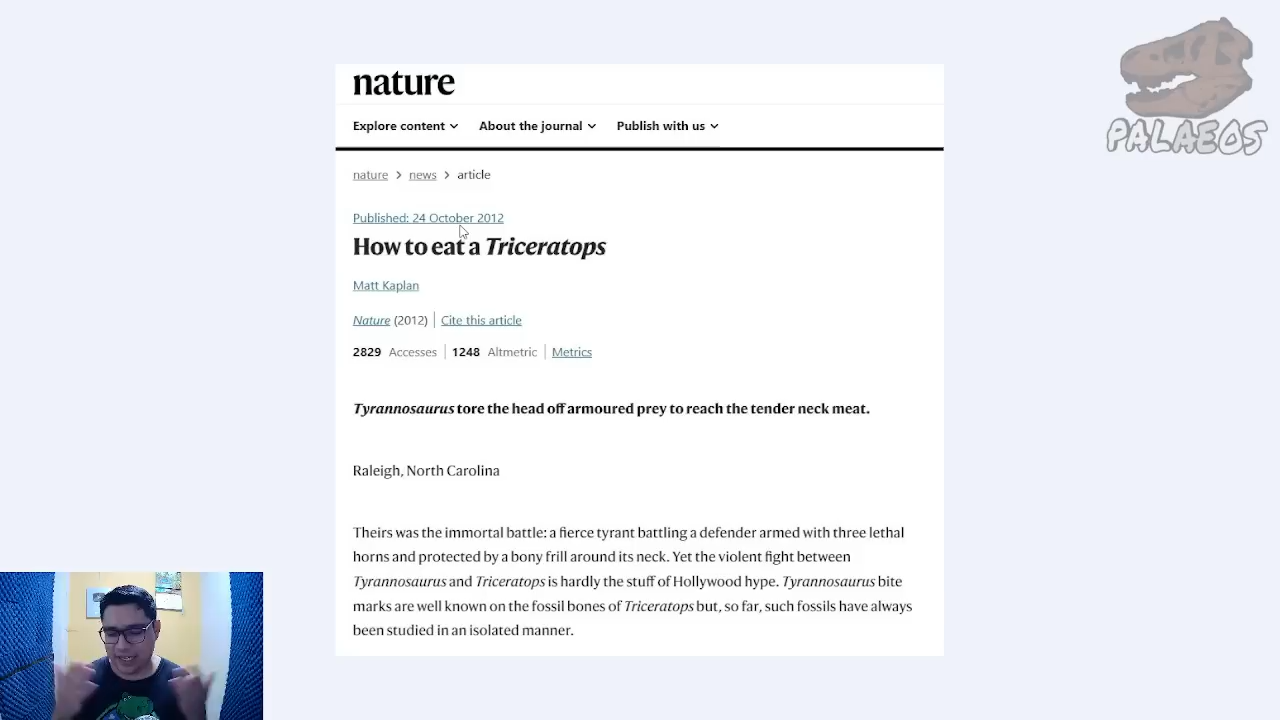 PALAEOS
nature
Explore content About the journal Publish with us
nature > news > article
Published: 24 October 2012
How to eat a Triceratops
Matt Kaplan
Nature (2012) | Cite this article
2829 Accesses | 1248 Altmetric | Metrics
Tyrannosaurus tore the head off armoured prey to reach the tender neck meat.
Raleigh, North Carolina
Theirs was the immortal battle: a fierce tyrant battling a defender armed with three lethal
horns and protected by a bony frill around its neck. Yet the violent fight between
Tyrannosaurus and Triceratops is hardly the stuff of Hollywood hype. Tyrannosaurus bite
marks are well known on the fossil bones of Triceratops but, so far, such fossils have always
been studied in an isolated manner.